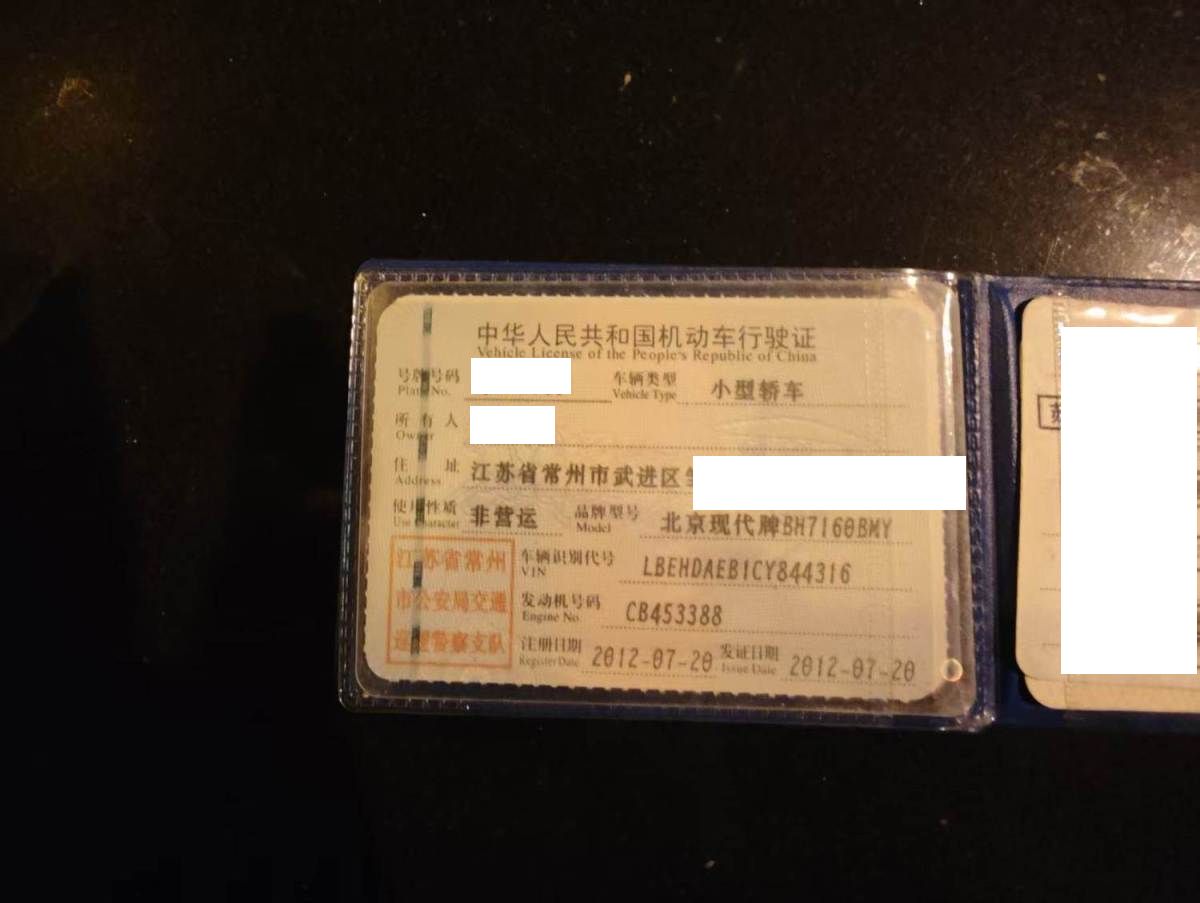 中华人民共和国机动车行驶证
Vehicle License of the People's Republic of China
号牌号码 车辆类型 小型轿车
Plate No. Vehicle Type
所有人
Owner
住址 江苏省常州市武进区
Address
使用性质 非营运 品牌型号 北京现代牌BH7160BMY
Use Character Model
江苏省常州 车辆识别代号 LBEHDAEB1CY844316
VIN
市公安局交通 发动机号码 CB453388
Engine No.
巡逻警察支队 注册日期 2012-07-20 发证日期 2012-07-20
Register Date Issue Date